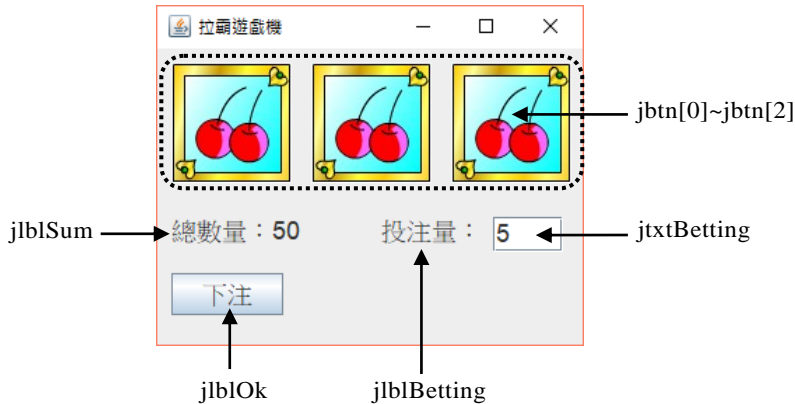 拉霸遊戲機
jbtn[0]~jbtn[2]
jlblSum
總數量：50
投注量：
5
jtxtBetting
下注
jlblOk
jlblBetting